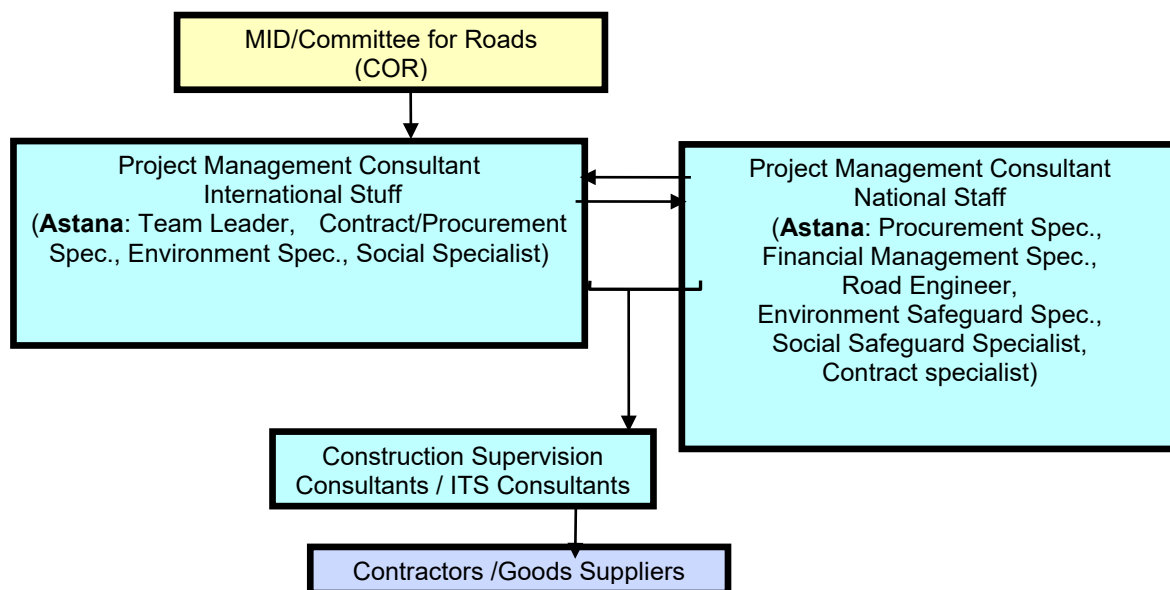 MID/Committee for Roads
(COR)
Project Management Consultant
International Stuff
(Astana: Team Leader, Contract/Procurement
Spec., Environment Spec., Social Specialist)
Project Management Consultant
National Staff
(Astana: Procurement Spec.,
Financial Management Spec.,
Road Engineer,
Environment Safeguard Spec.,
Social Safeguard Specialist,
Contract specialist)
Construction Supervision
Consultants / ITS Consultants
Contractors /Goods Suppliers